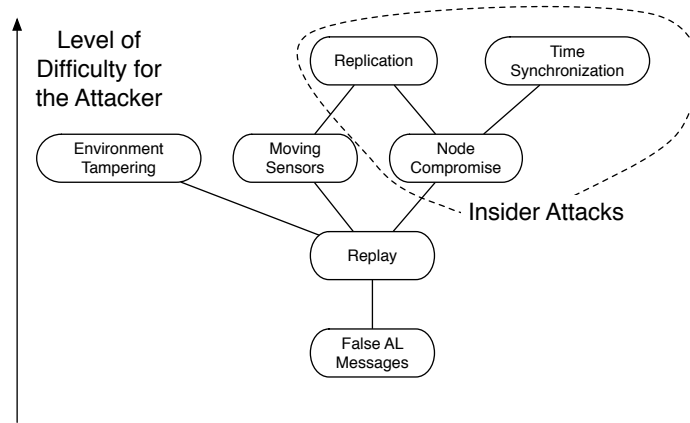 Level of
Difficulty for
the Attacker
Replication
Time
Synchronization
Environment
Tampering
Moving
Sensors
Node
Compromise
Insider Attacks
Replay
False AL
Messages